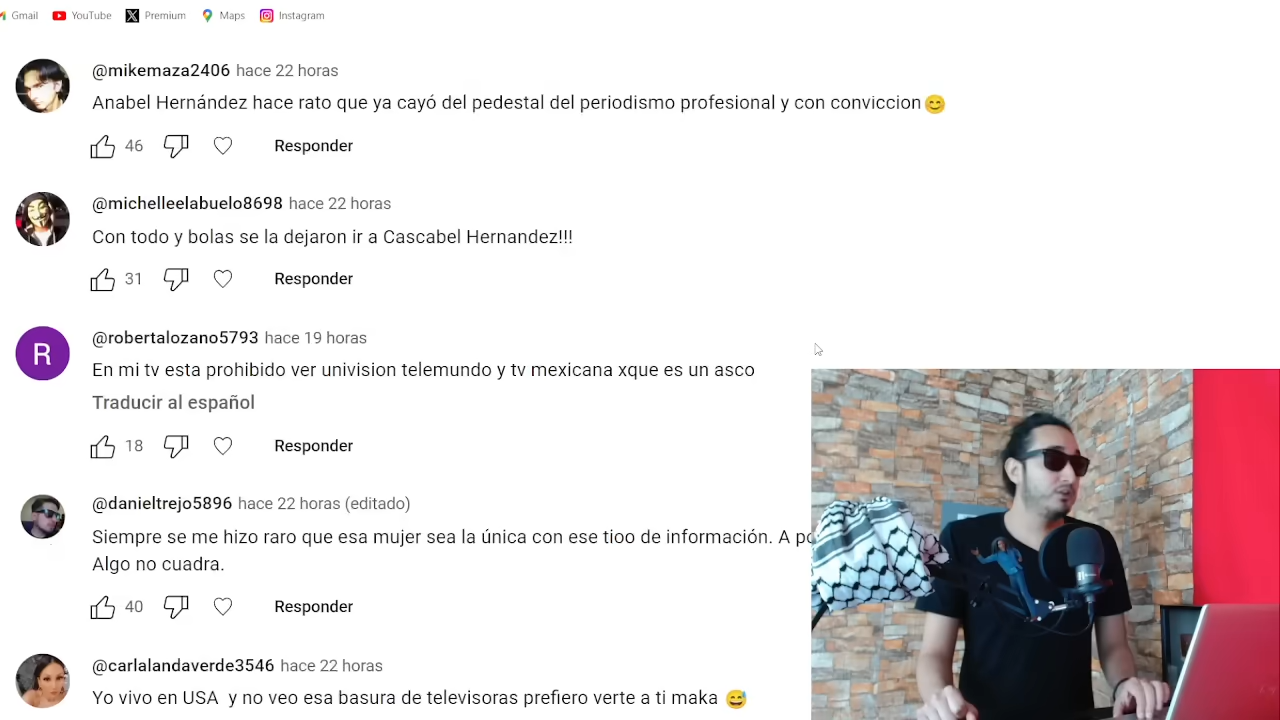 Gmail YouTube Premium Maps Instagram
@mikemaza2406 hace 22 horas
Anabel Hernández hace rato que ya cayó del pedestal del periodismo profesional y con conviccion😊
46 Responder
@michelleelabuelo8698 hace 22 horas
Con todo y bolas se la dejaron ir a Cascabel Hernandez!!!
31 Responder
R
@robertalozano5793 hace 19 horas
En mi tv esta prohibido ver univision telemundo y tv mexicana xque es un asco
Traducir al español
18 Responder
@danieltrejo5896 hace 22 horas (editado)
Siempre se me hizo raro que esa mujer sea la única con ese tioo de información. A
Algo no cuadra.
40 Responder
@carlalandaverde3546 hace 22 horas
Yo vivo en USA y no veo esa basura de televisoras prefiero verte a ti maka 😅